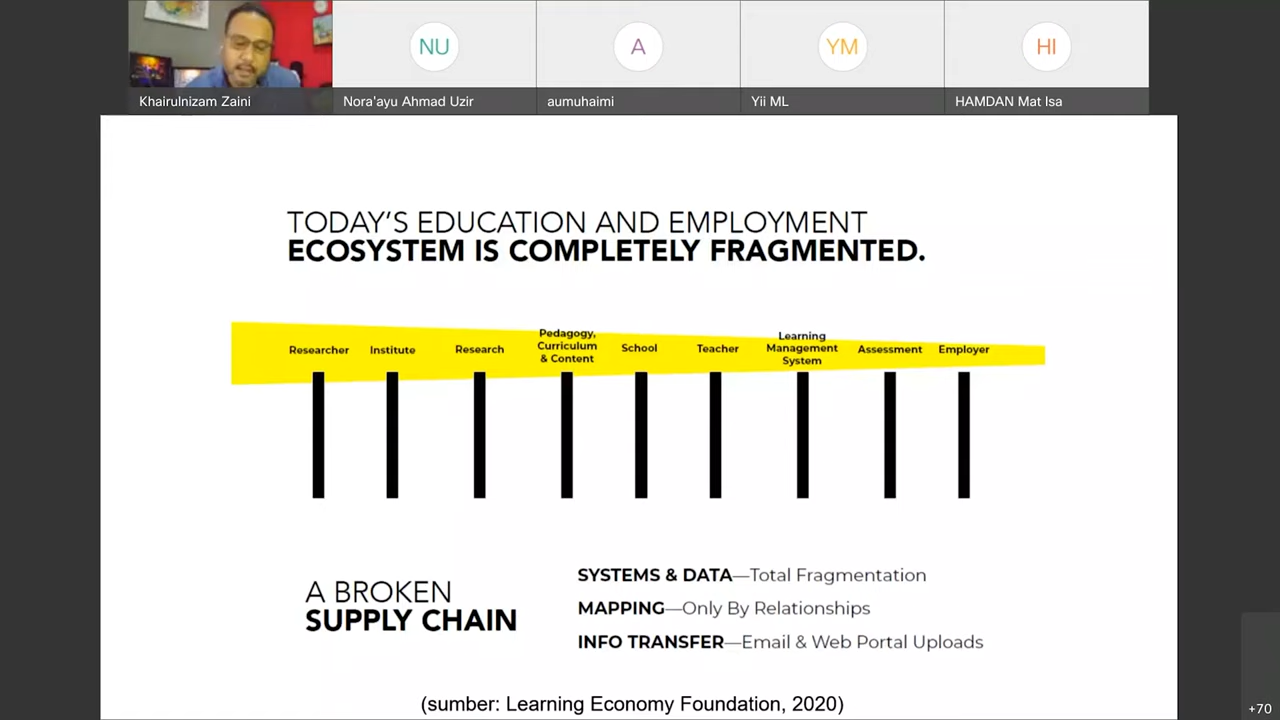 NU
A
YM
HI
Khairulnizam Zaini
Nora'ayu Ahmad Uzir
aumuhaimi
Yii ML
HAMDAN Mat Isa
TODAY'S EDUCATION AND EMPLOYMENT
ECOSYSTEM IS COMPLETELY FRAGMENTED.
Researcher
Institute
Research
Pedagogy,
Curriculum
& Content
School
Teacher
Learning
Management
System
Assessment
Employer
A BROKEN
SUPPLY CHAIN
SYSTEMS & DATA—Total Fragmentation
MAPPING—Only By Relationships
INFO TRANSFER—Email & Web Portal Uploads
(sumber: Learning Economy Foundation, 2020)
+70